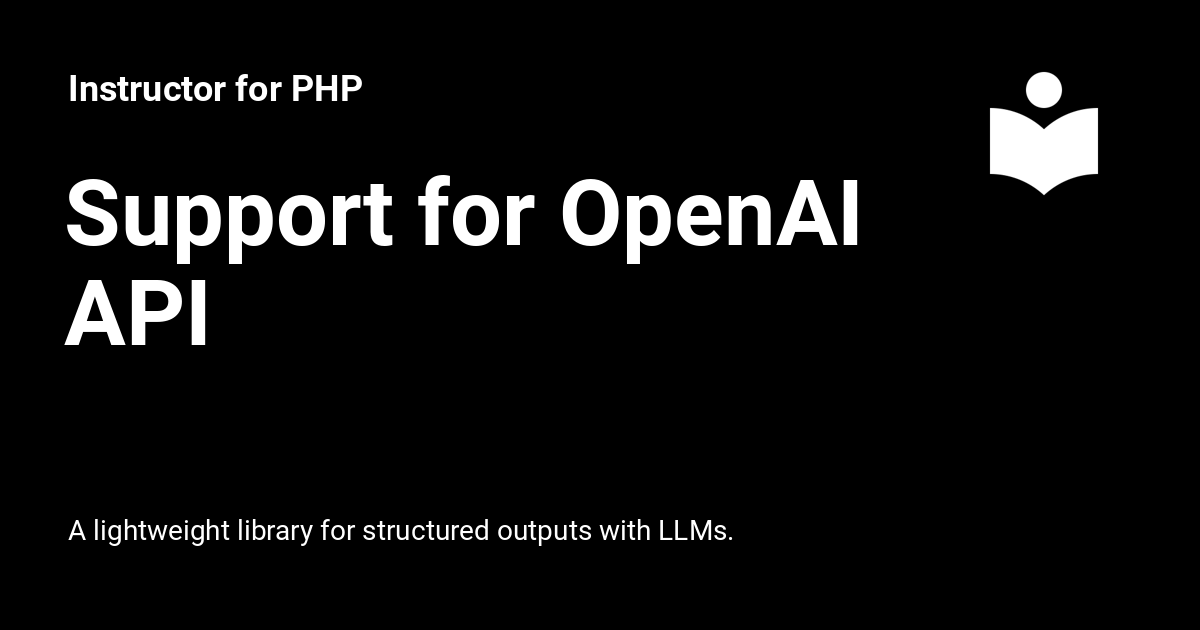 Instructor for PHP
Support for OpenAI
API
A lightweight library for structured outputs with LLMs.